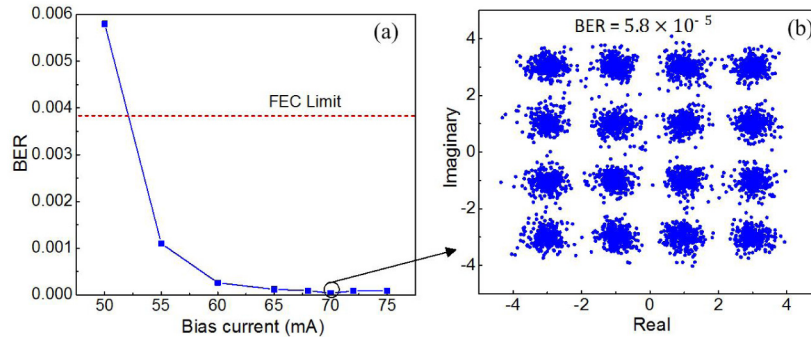 (a)
0.006
0.005
0.004
0.003
0.002
0.001
0.000
BER
FEC Limit
50 55 60 65 70 75
Bias current (mA)
(b)
BER = 5.8 × 10⁻⁵
4
2
0
-2
-4
Imaginary
-4 -2 0 2 4
Real